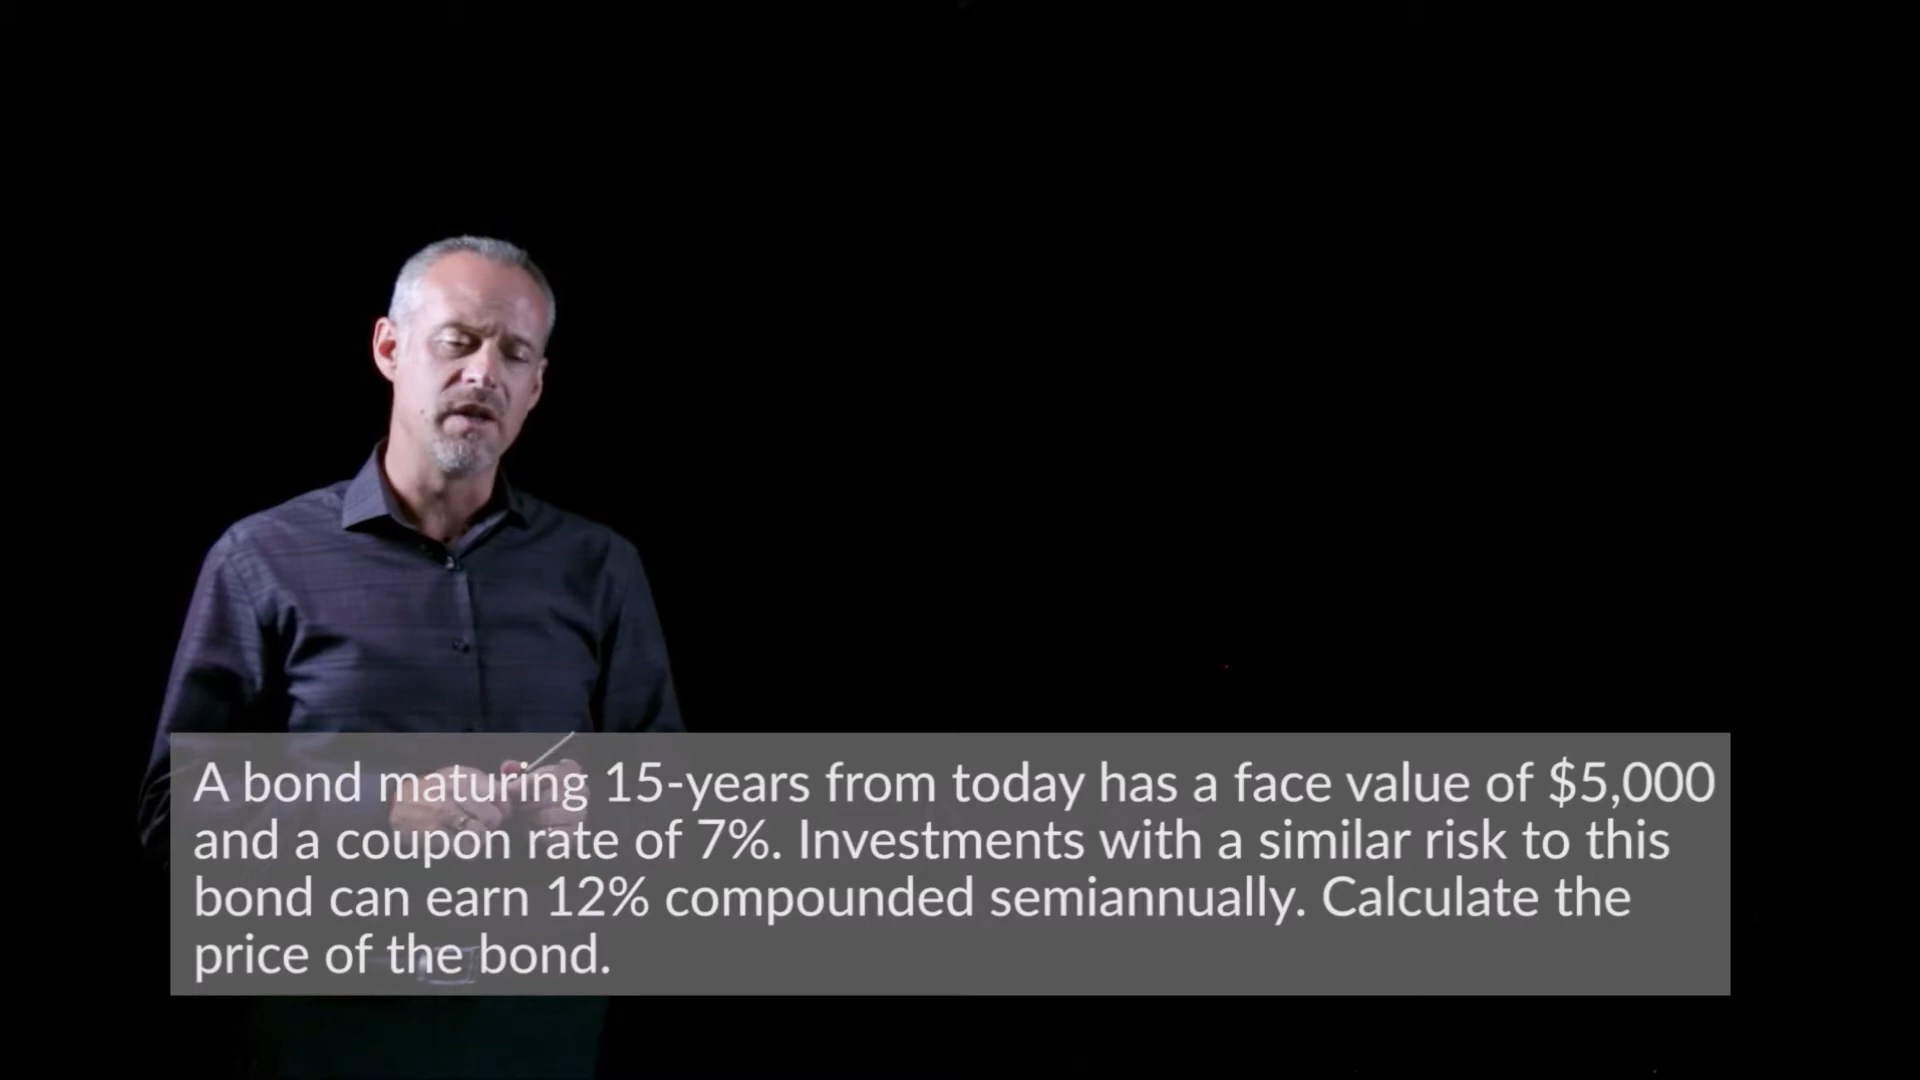 A bond maturing 15-years from today has a face value of $5,000
and a coupon rate of 7%. Investments with a similar risk to this
bond can earn 12% compounded semiannually. Calculate the
price of the bond.